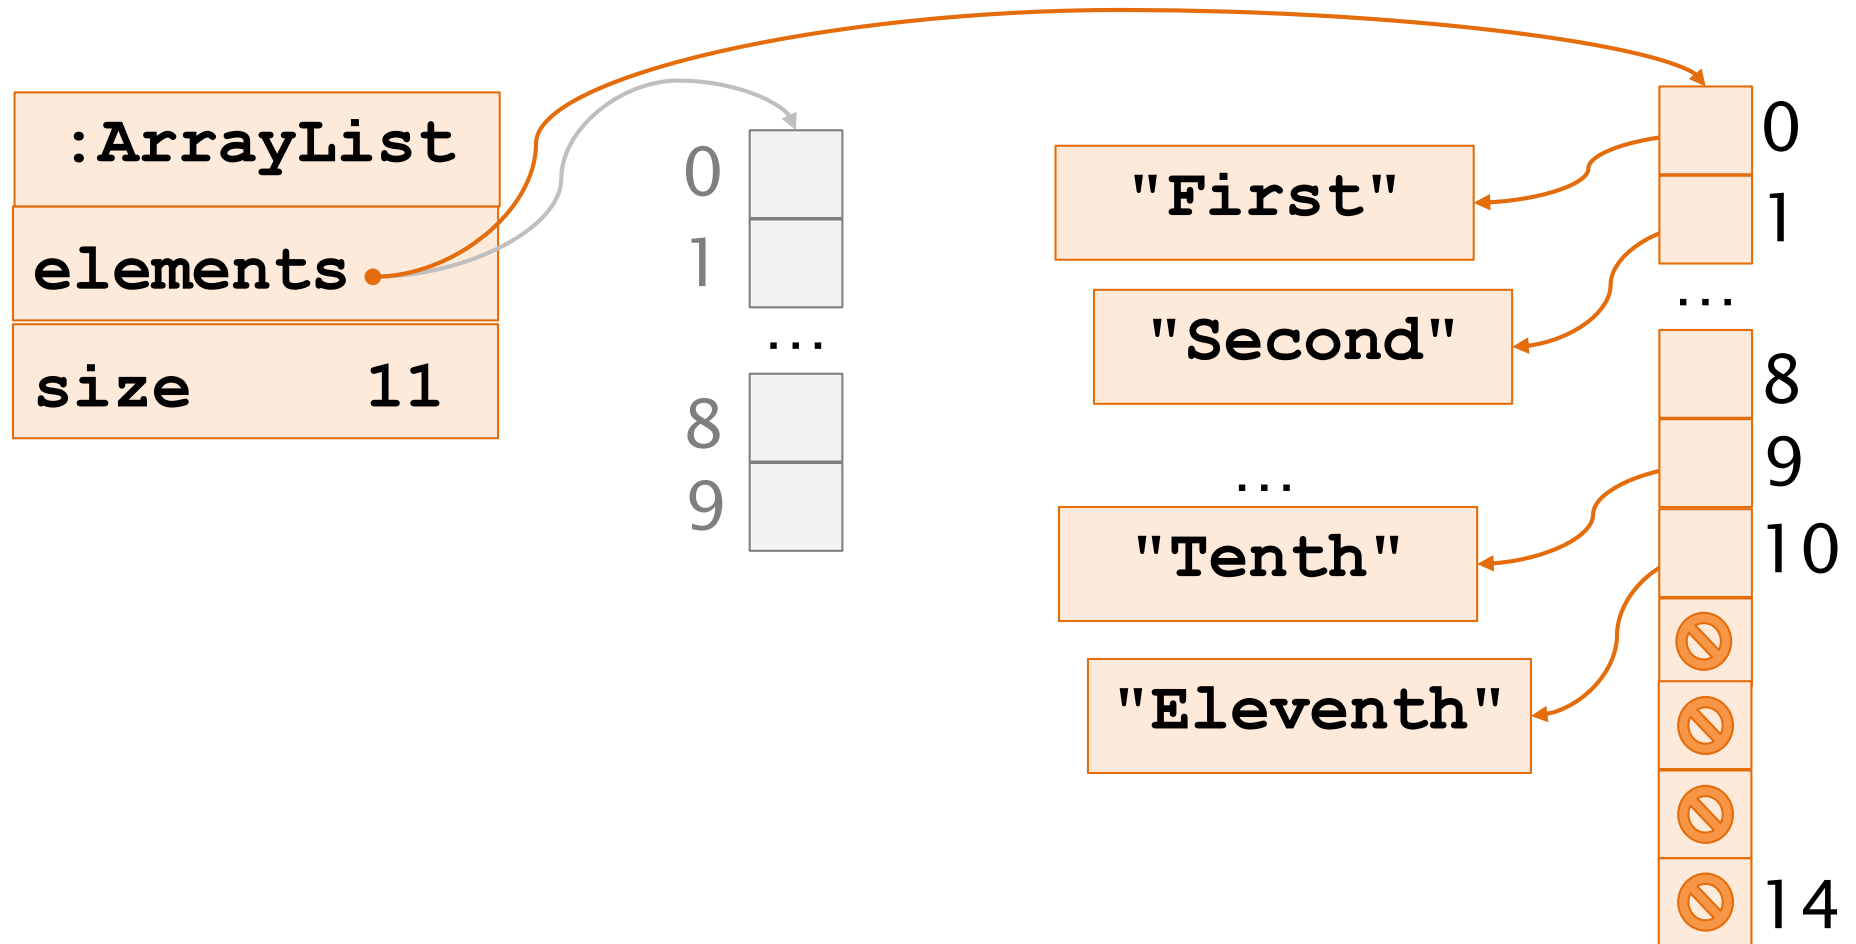 :ArrayList
elements
size 11
0
1
...
8
9
"First"
"Second"
...
"Tenth"
"Eleventh"
0
1
...
8
9
10
14